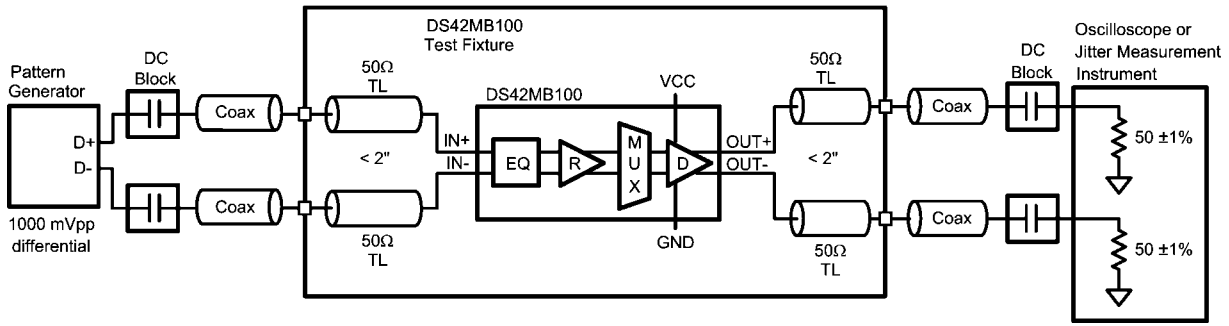 Pattern
Generator
D+
D-
1000 mVpp
differential
DC
Block
Coax
Coax
DS42MB100
Test Fixture
50Ω
TL
< 2"
50Ω
TL
DS42MB100
IN+
IN-
EQ
R
M
U
X
D
VCC
GND
OUT+
OUT-
50Ω
TL
< 2"
50Ω
TL
Coax
Coax
DC
Block
Oscilloscope or
Jitter Measurement
Instrument
50 ±1%
50 ±1%